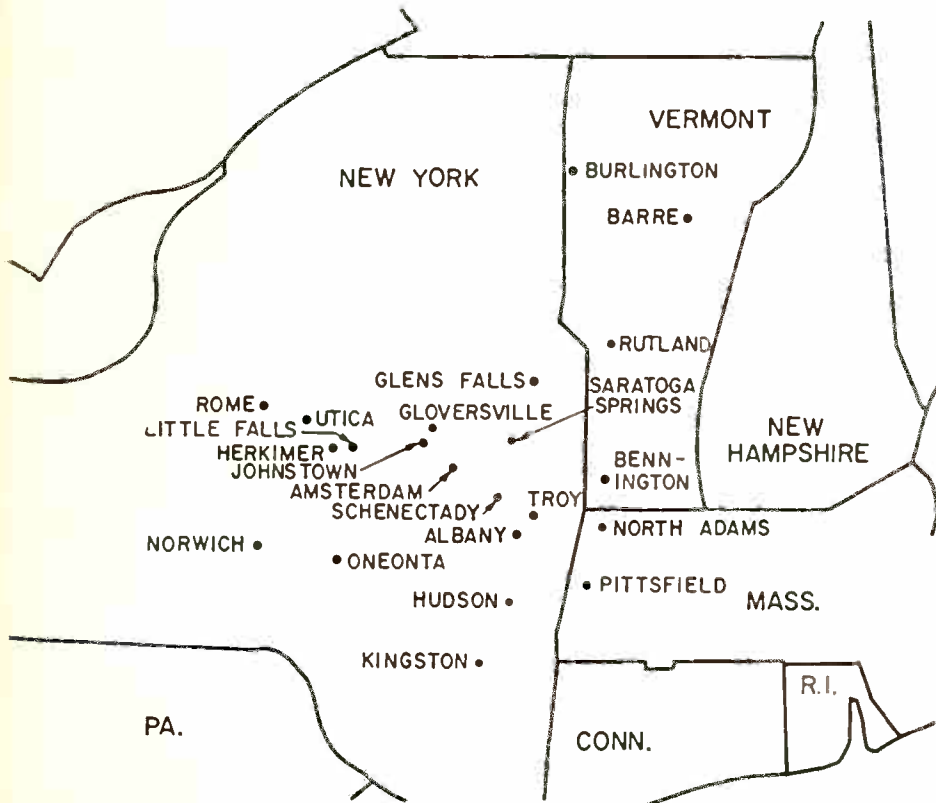 VERMONT
NEW YORK
BURLINGTON
BARRE
RUTLAND
GLENS FALLS
SARATOGA
SPRINGS
ROME
UTICA
GLOVERSVILLE
LITTLE FALLS
HERKIMER
JOHNSTOWN
NEW
HAMPSHIRE
BENN-
INGTON
AMSTERDAM
SCHENECTADY
TROY
ALBANY
NORTH ADAMS
NORWICH
ONEONTA
HUDSON
PITTSFIELD
MASS.
KINGSTON
R.I.
PA.
CONN.